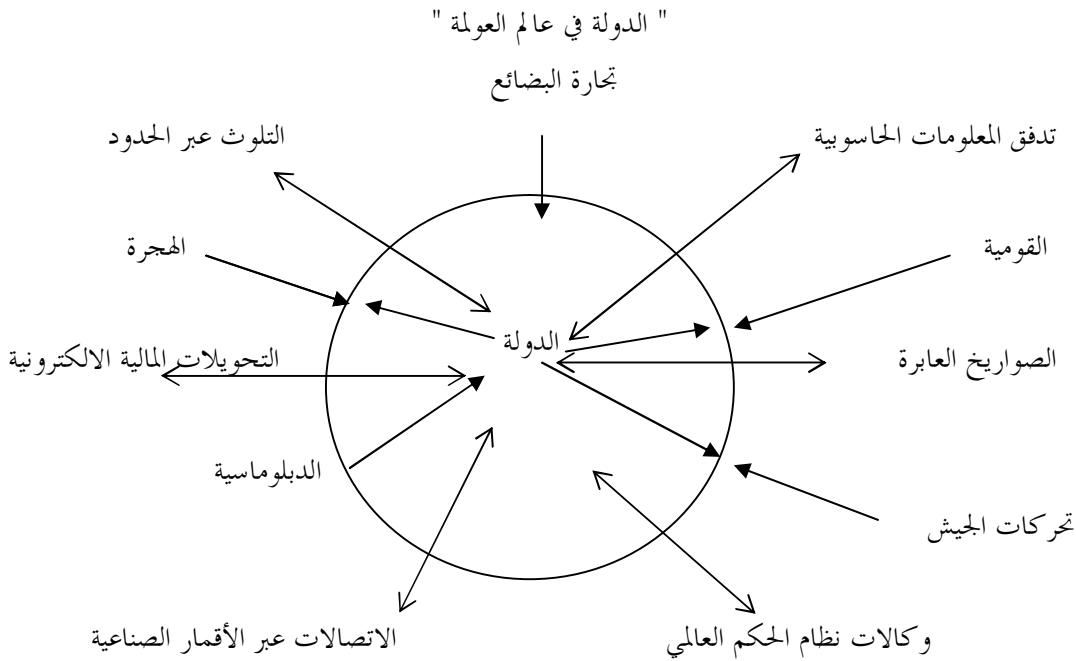 " الدولة في عالم العولمة "
تجارة البضائع
تدفق المعلومات الحاسوبية
التلوث عبر الحدود
القومية
الهجرة
الدولة
الصواريخ العابرة
التحويلات المالية الالكترونية
الدبلوماسية
تحركات الجيش
وكالات نظام الحكم العالمي
الاتصالات عبر الأقمار الصناعية